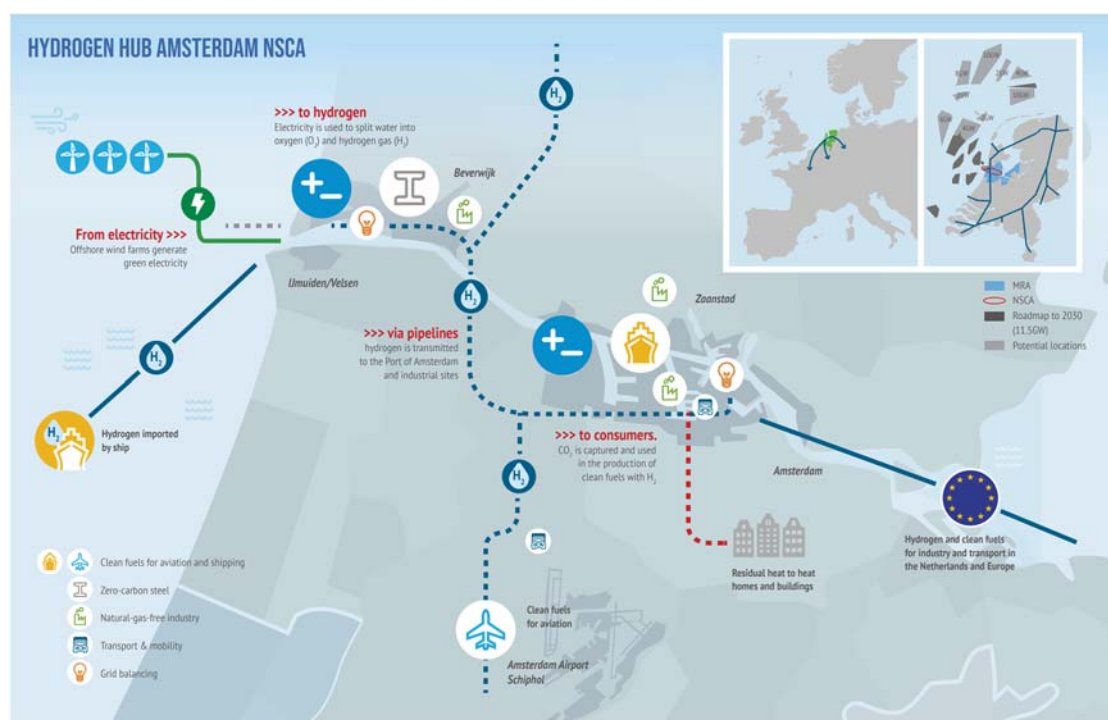 HYDROGEN HUB AMSTERDAM NSCA
>>> to hydrogen
Electricity is used to split water into
oxygen (O₂) and hydrogen gas (H₂)
H₂
Beverwijk
From electricity >>>
Offshore wind farms generate
green electricity
IJmuiden/Velsen
H₂
Zaanstad
>>> via pipelines
hydrogen is transmitted
to the Port of Amsterdam
and industrial sites
MRA
NSCA
Roadmap to 2030
(11.5GW)
Potential locations
H₂
H₂
Hydrogen imported
by ship
>>> to consumers.
CO₂ is captured and used
in the production of
clean fuels with H₂
H₂
Amsterdam
Hydrogen and clean fuels
for industry and transport in
the Netherlands and Europe
Residual heat to heat
homes and buildings
Clean fuels
for aviation
Amsterdam Airport
Schiphol
Clean fuels for aviation and shipping
Zero-carbon steel
Natural-gas-free industry
Transport & mobility
Grid balancing